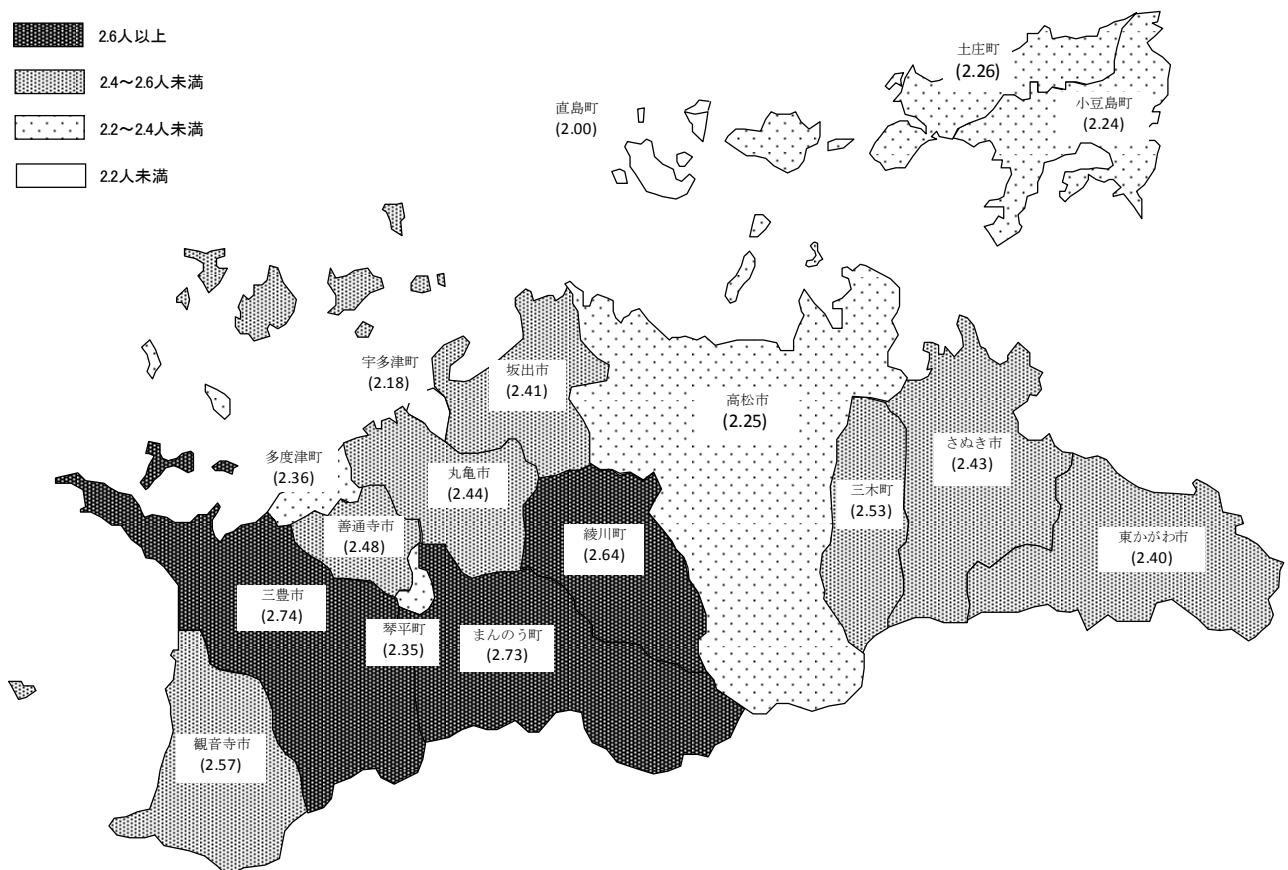 2.6人以上
2.4～2.6人未満
2.2～2.4人未満
2.2人未満
土庄町
(2.26)
直島町
(2.00)
小豆島町
(2.24)
宇多津町
(2.18)
坂出市
(2.41)
高松市
(2.25)
さぬき市
(2.43)
多度津町
(2.36)
丸亀市
(2.44)
三木町
(2.53)
善通寺市
(2.48)
綾川町
(2.64)
東かがわ市
(2.40)
三豊市
(2.74)
琴平町
(2.35)
まんのう町
(2.73)
観音寺市
(2.57)